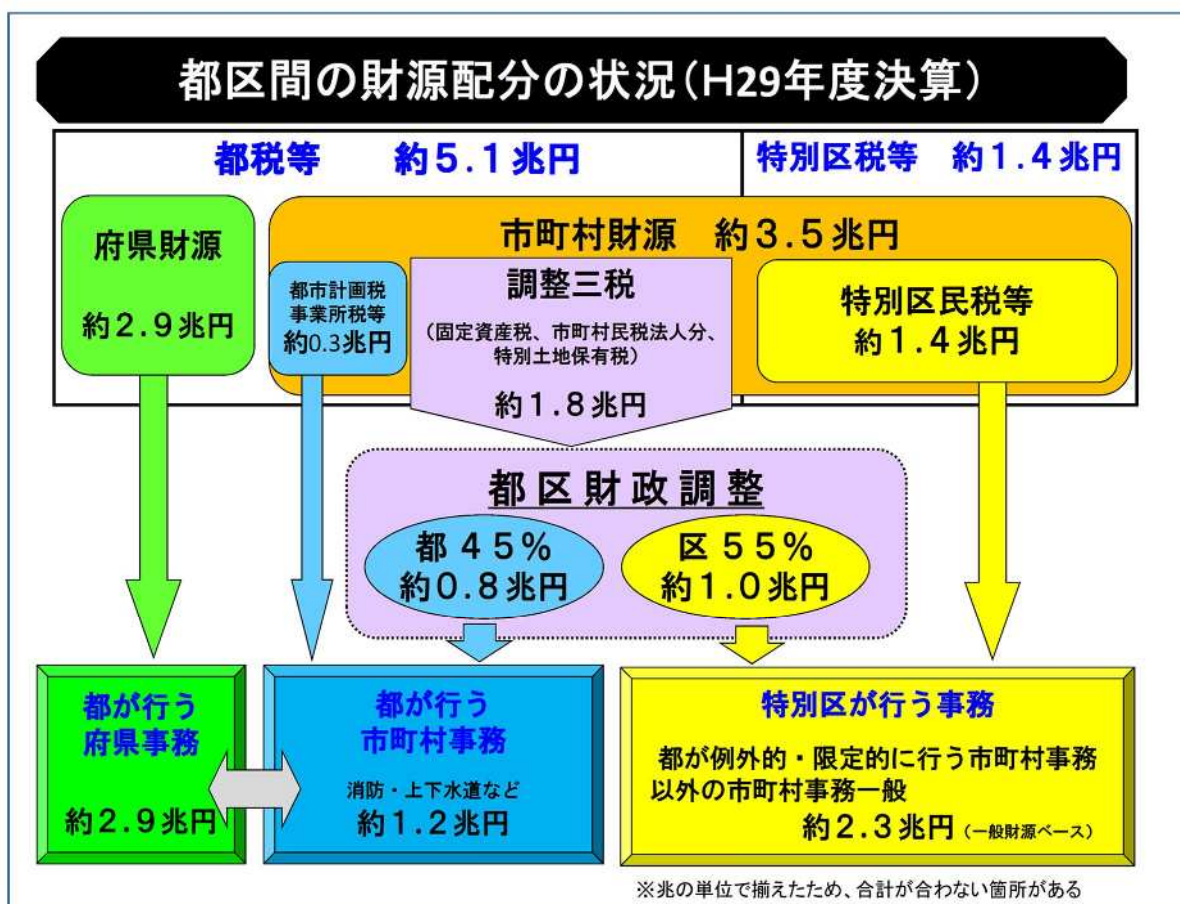 都区間の財源配分の状況（H29年度決算）
都税等　約５.１兆円
特別区税等　約１.４兆円
府県財源
約２.９兆円
市町村財源　約３.５兆円
都市計画税
事業所税等
約0.3兆円
調整三税
（固定資産税、市町村民税法人分、
特別土地保有税）
約１.８兆円
特別区民税等
約１.４兆円
都区財政調整
都 ４５%
約０.８兆円
区 ５５%
約１.０兆円
都が行う
府県事務
約２.９兆円
都が行う
市町村事務
消防・上下水道など
約１.２兆円
特別区が行う事務
都が例外的・限定的に行う市町村事務
以外の市町村事務一般
約２.３兆円（一般財源ベース）
※兆の単位で揃えたため、合計が合わない箇所がある